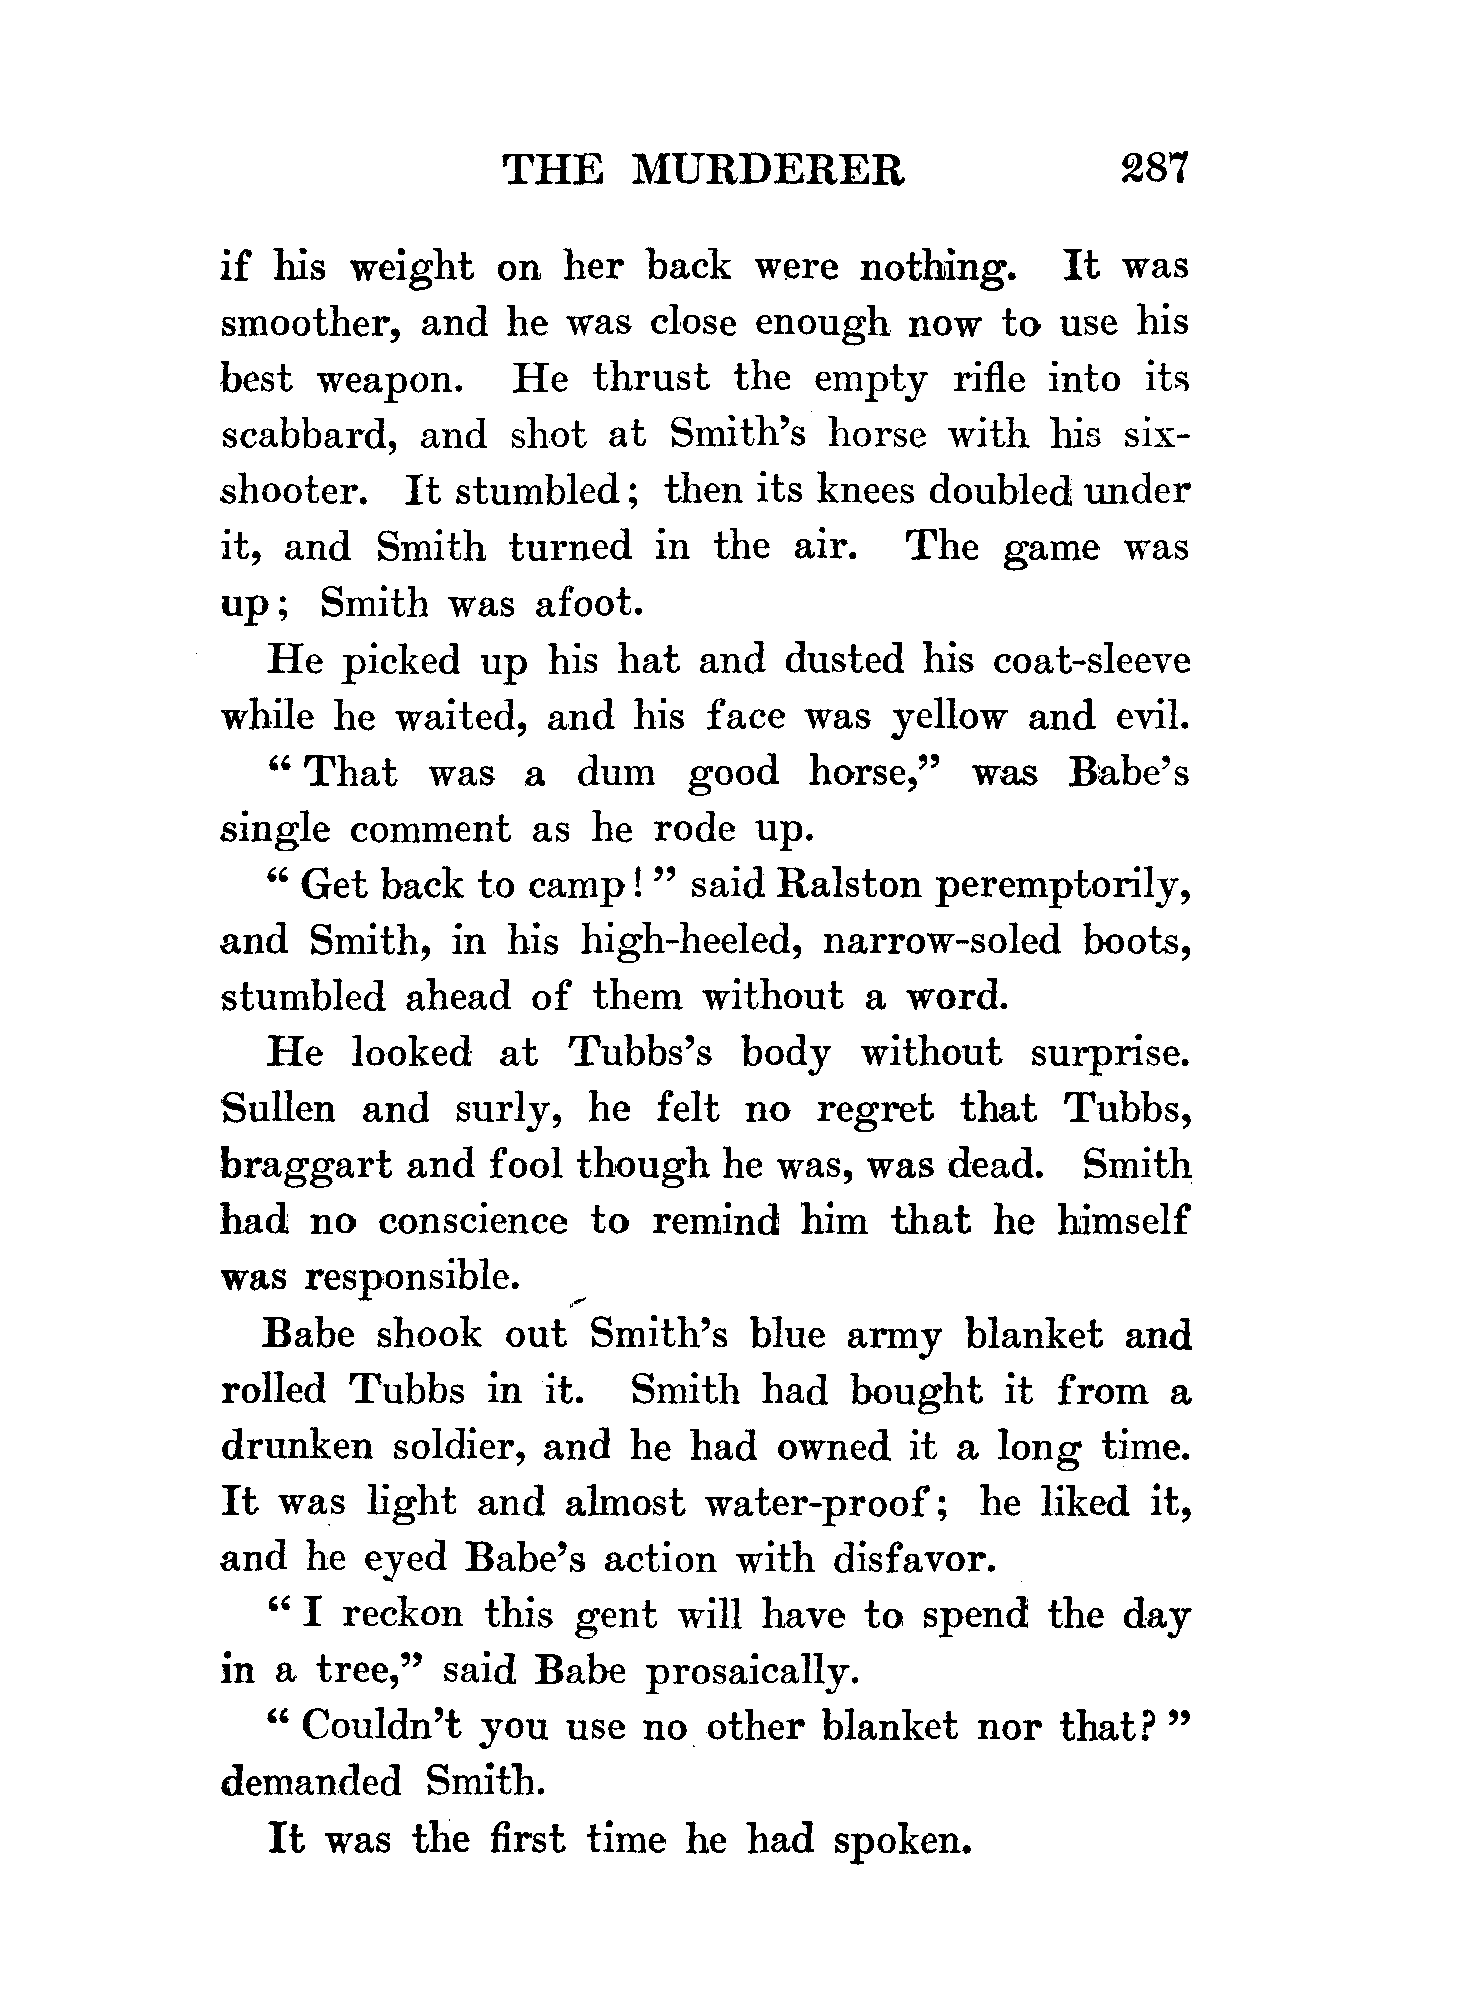 THE MURDERER 287
if his weight on her back were nothing. It was
smoother, and he was close enough now to use his
best weapon. He thrust the empty rifle into its
scabbard, and shot at Smith's horse with his six-
shooter. It stumbled; then its knees doubled under
it, and Smith turned in the air. The game was
up; Smith was afoot.
He picked up his hat and dusted his coat-sleeve
while he waited, and his face was yellow and evil.
“ That was a dum good horse,” was Babe's
single comment as he rode up.
“ Get back to camp! ” said Ralston peremptorily,
and Smith, in his high-heeled, narrow-soled boots,
stumbled ahead of them without a word.
He looked at Tubbs's body without surprise.
Sullen and surly, he felt no regret that Tubbs,
braggart and fool though he was, was dead. Smith
had no conscience to remind him that he himself
was responsible.
Babe shook out Smith's blue army blanket and
rolled Tubbs in it. Smith had bought it from a
drunken soldier, and he had owned it a long time.
It was light and almost water-proof; he liked it,
and he eyed Babe's action with disfavor.
“ I reckon this gent will have to spend the day
in a tree,” said Babe prosaically.
“ Couldn't you use no other blanket nor that? ”
demanded Smith.
It was the first time he had spoken.